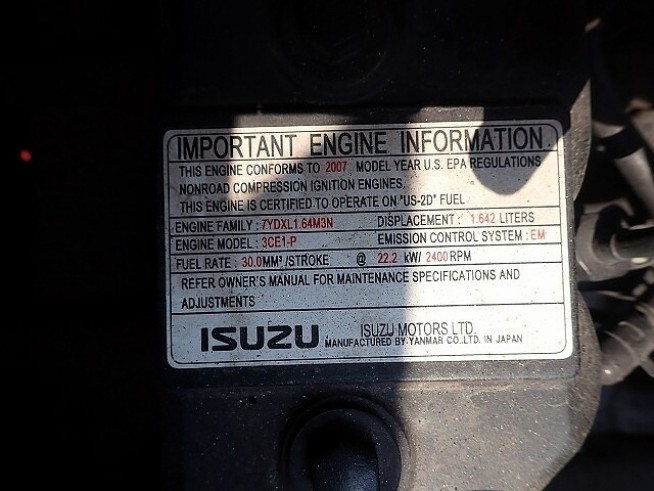 IMPORTANT ENGINE INFORMATION
THIS ENGINE CONFORMS TO 2007 MODEL YEAR U.S. EPA REGULATIONS
NONROAD COMPRESSION IGNITION ENGINES.
THIS ENGINE IS CERTIFIED TO OPERATE ON "US-2D" FUEL
ENGINE FAMILY : 7YDXL1.64M3N DISPLACEMENT : 1.642 LITERS
ENGINE MODEL : 3CE1-P EMISSION CONTROL SYSTEM : EM
FUEL RATE : 30.0MM³/STROKE @ 22.2 kW/ 2400 RPM
REFER OWNER'S MANUAL FOR MAINTENANCE SPECIFICATIONS AND
ADJUSTMENTS
ISUZU ISUZU MOTORS LTD.
MANUFACTURED BY YANMAR CO.,LTD. IN JAPAN